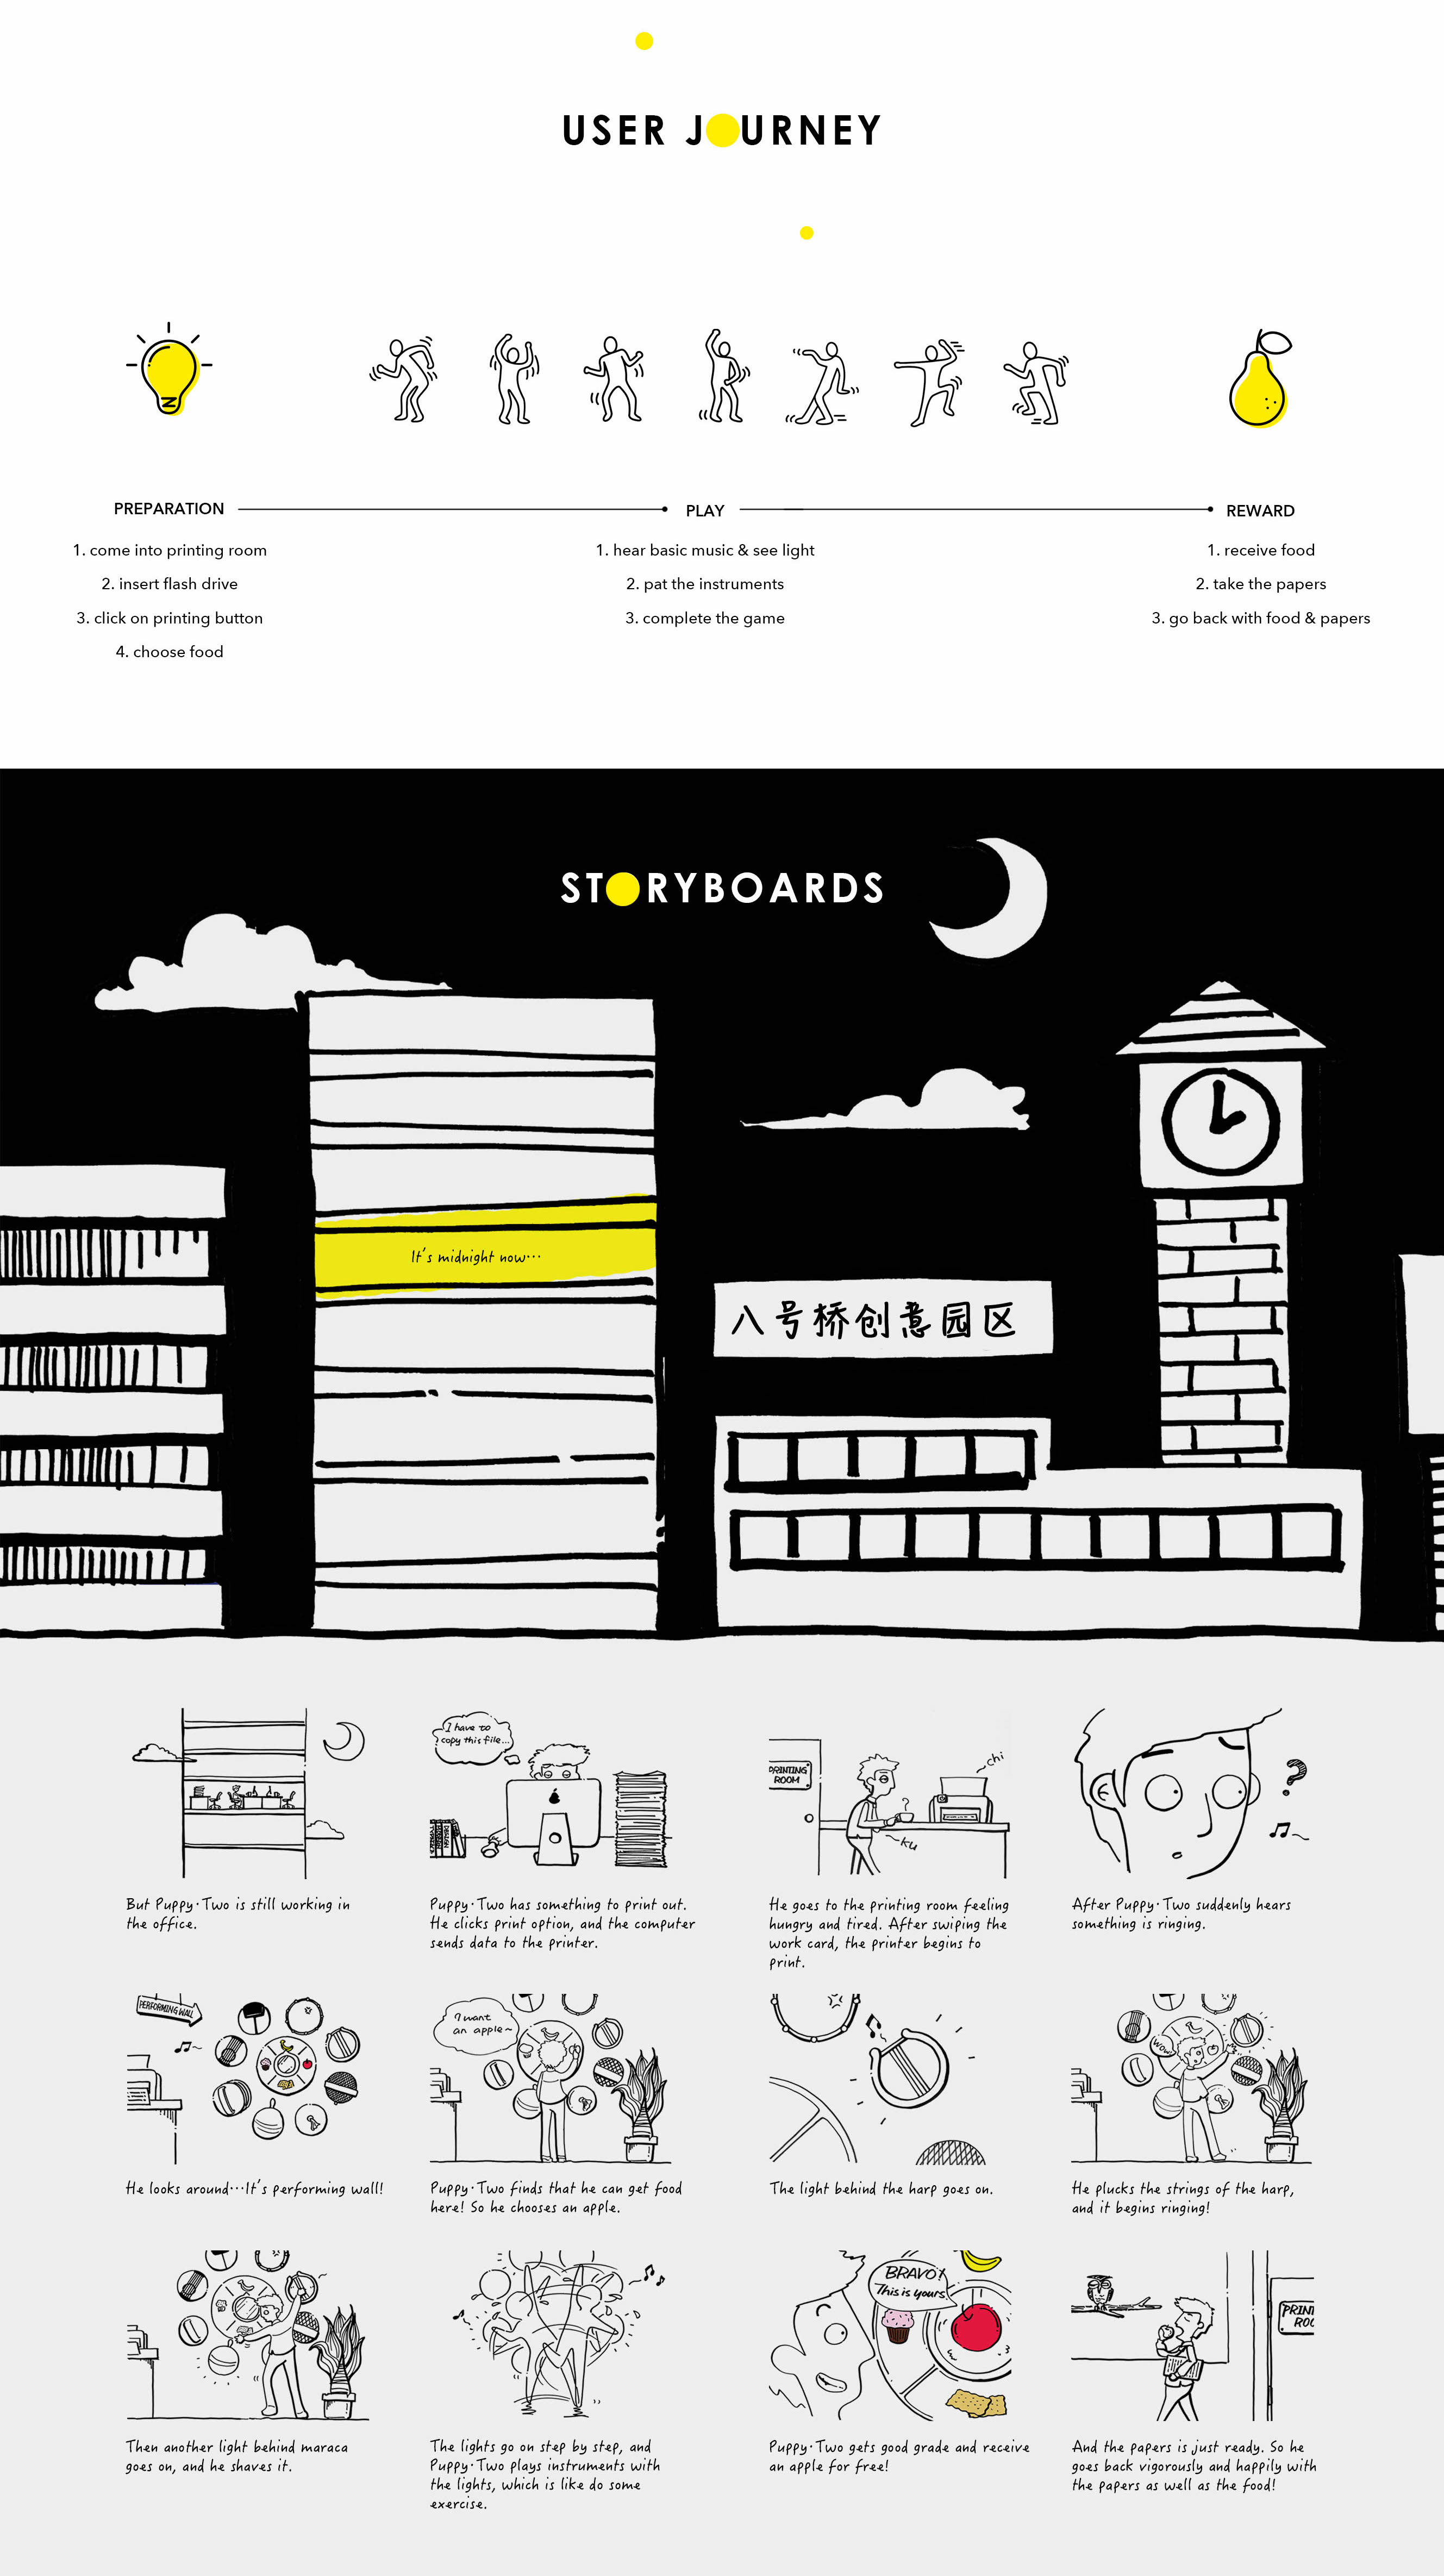 USER JOURNEY
PREPARATION
1. come into printing room
2. insert flash drive
3. click on printing button
4. choose food
PLAY
1. hear basic music & see light
2. pat the instruments
3. complete the game
REWARD
1. receive food
2. take the papers
3. go back with food & papers
STORYBOARDS
It's midnight now···
八号桥创意园区
I have to
copy this file...
PRINTING
ROOM
chi
?
ku
?
But Puppy·Two is still working in
the office.
Puppy·Two has something to print out.
He clicks print option, and the computer
sends data to the printer.
He goes to the printing room feeling
hungry and tired. After swiping the
work card, the printer begins to
print.
After Puppy·Two suddenly hears
something is ringing.
PERFORMING WALL
I want
an apple~
WOW!
He looks around···It's performing wall!
Puppy·Two finds that he can get food
here! So he chooses an apple.
The light behind the harp goes on.
He plucks the strings of the harp,
and it begins ringing!
BRAVO!
This is yours
PRIN
ROO
Then another light behind maraca
goes on, and he shaves it.
The lights go on step by step, and
Puppy·Two plays instruments with
the lights, which is like do some
exercise.
Puppy·Two gets good grade and receive
an apple for free!
And the papers is just ready. So he
goes back vigorously and happily with
the papers as well as the food!